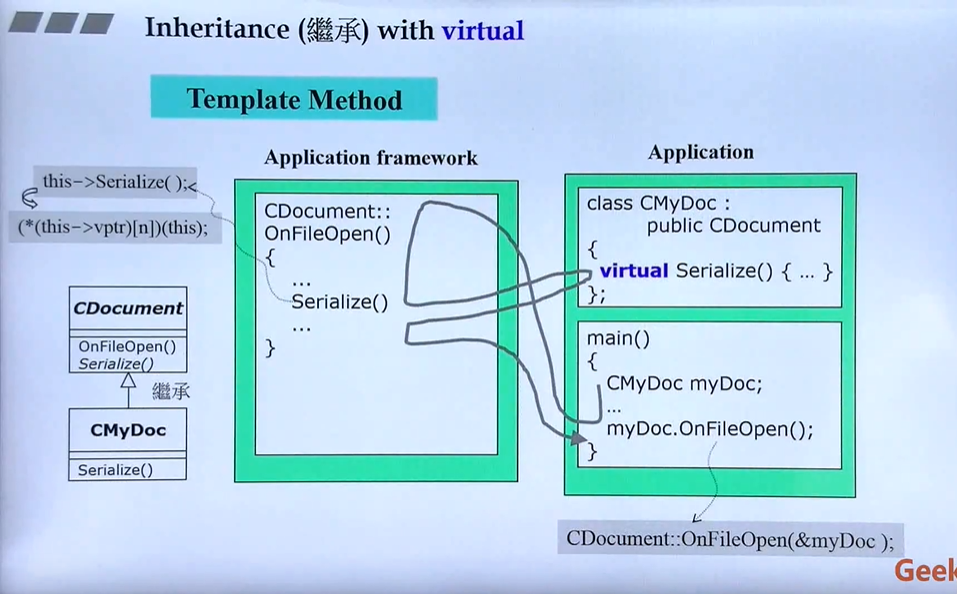 Inheritance (繼承) with virtual
Template Method
Application framework
Application
this->Serialize( );
(*(this->vptr)[n])(this);
CDocument::
OnFileOpen()
{
...
Serialize()
...
}
class CMyDoc :
public CDocument
{
virtual Serialize() { ... }
};
main()
{
CMyDoc myDoc;
...
myDoc.OnFileOpen();
}
CDocument
OnFileOpen()
Serialize()
繼承
CMyDoc
Serialize()
CDocument::OnFileOpen(&myDoc );
Geek